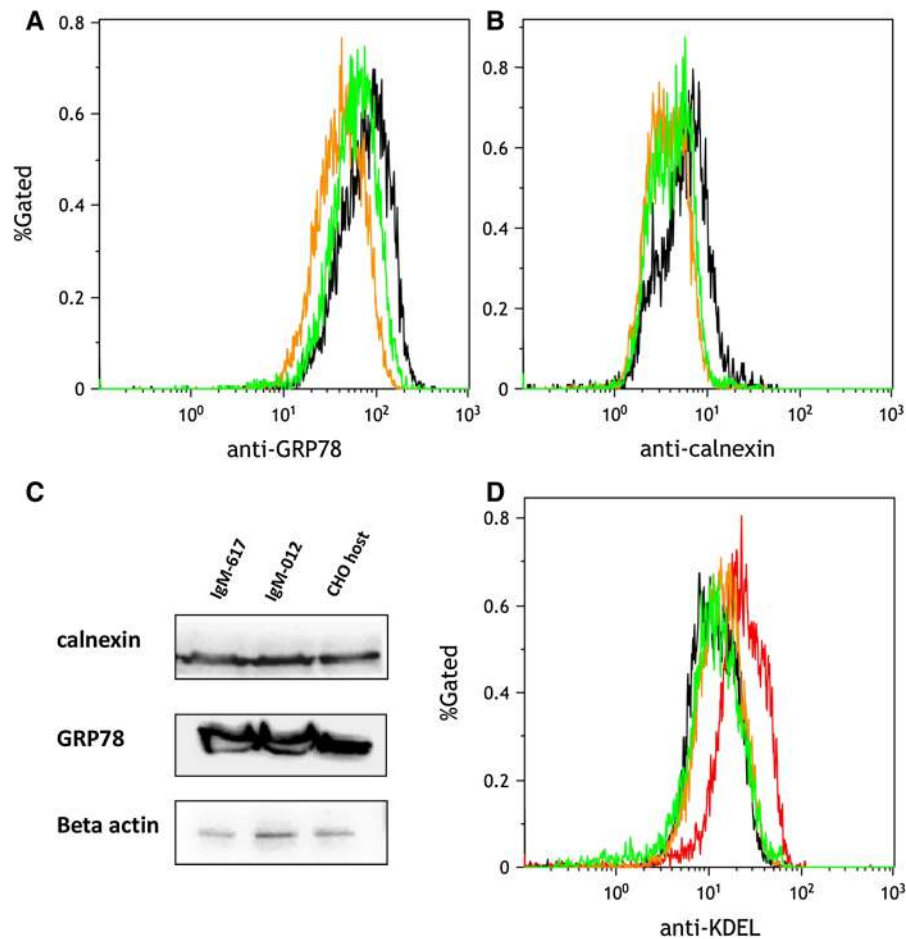 A
0.8
0.6
0.4
0.2
0
%Gated
10⁰
10¹
10²
10³
anti-GRP78
B
0.8
0.6
0.4
0.2
0
10⁰
10¹
10²
10³
anti-calnexin
C
IgM-617
IgM-012
CHO host
calnexin
GRP78
Beta actin
D
0.8
0.6
0.4
0.2
0
%Gated
10⁰
10¹
10²
10³
anti-KDEL